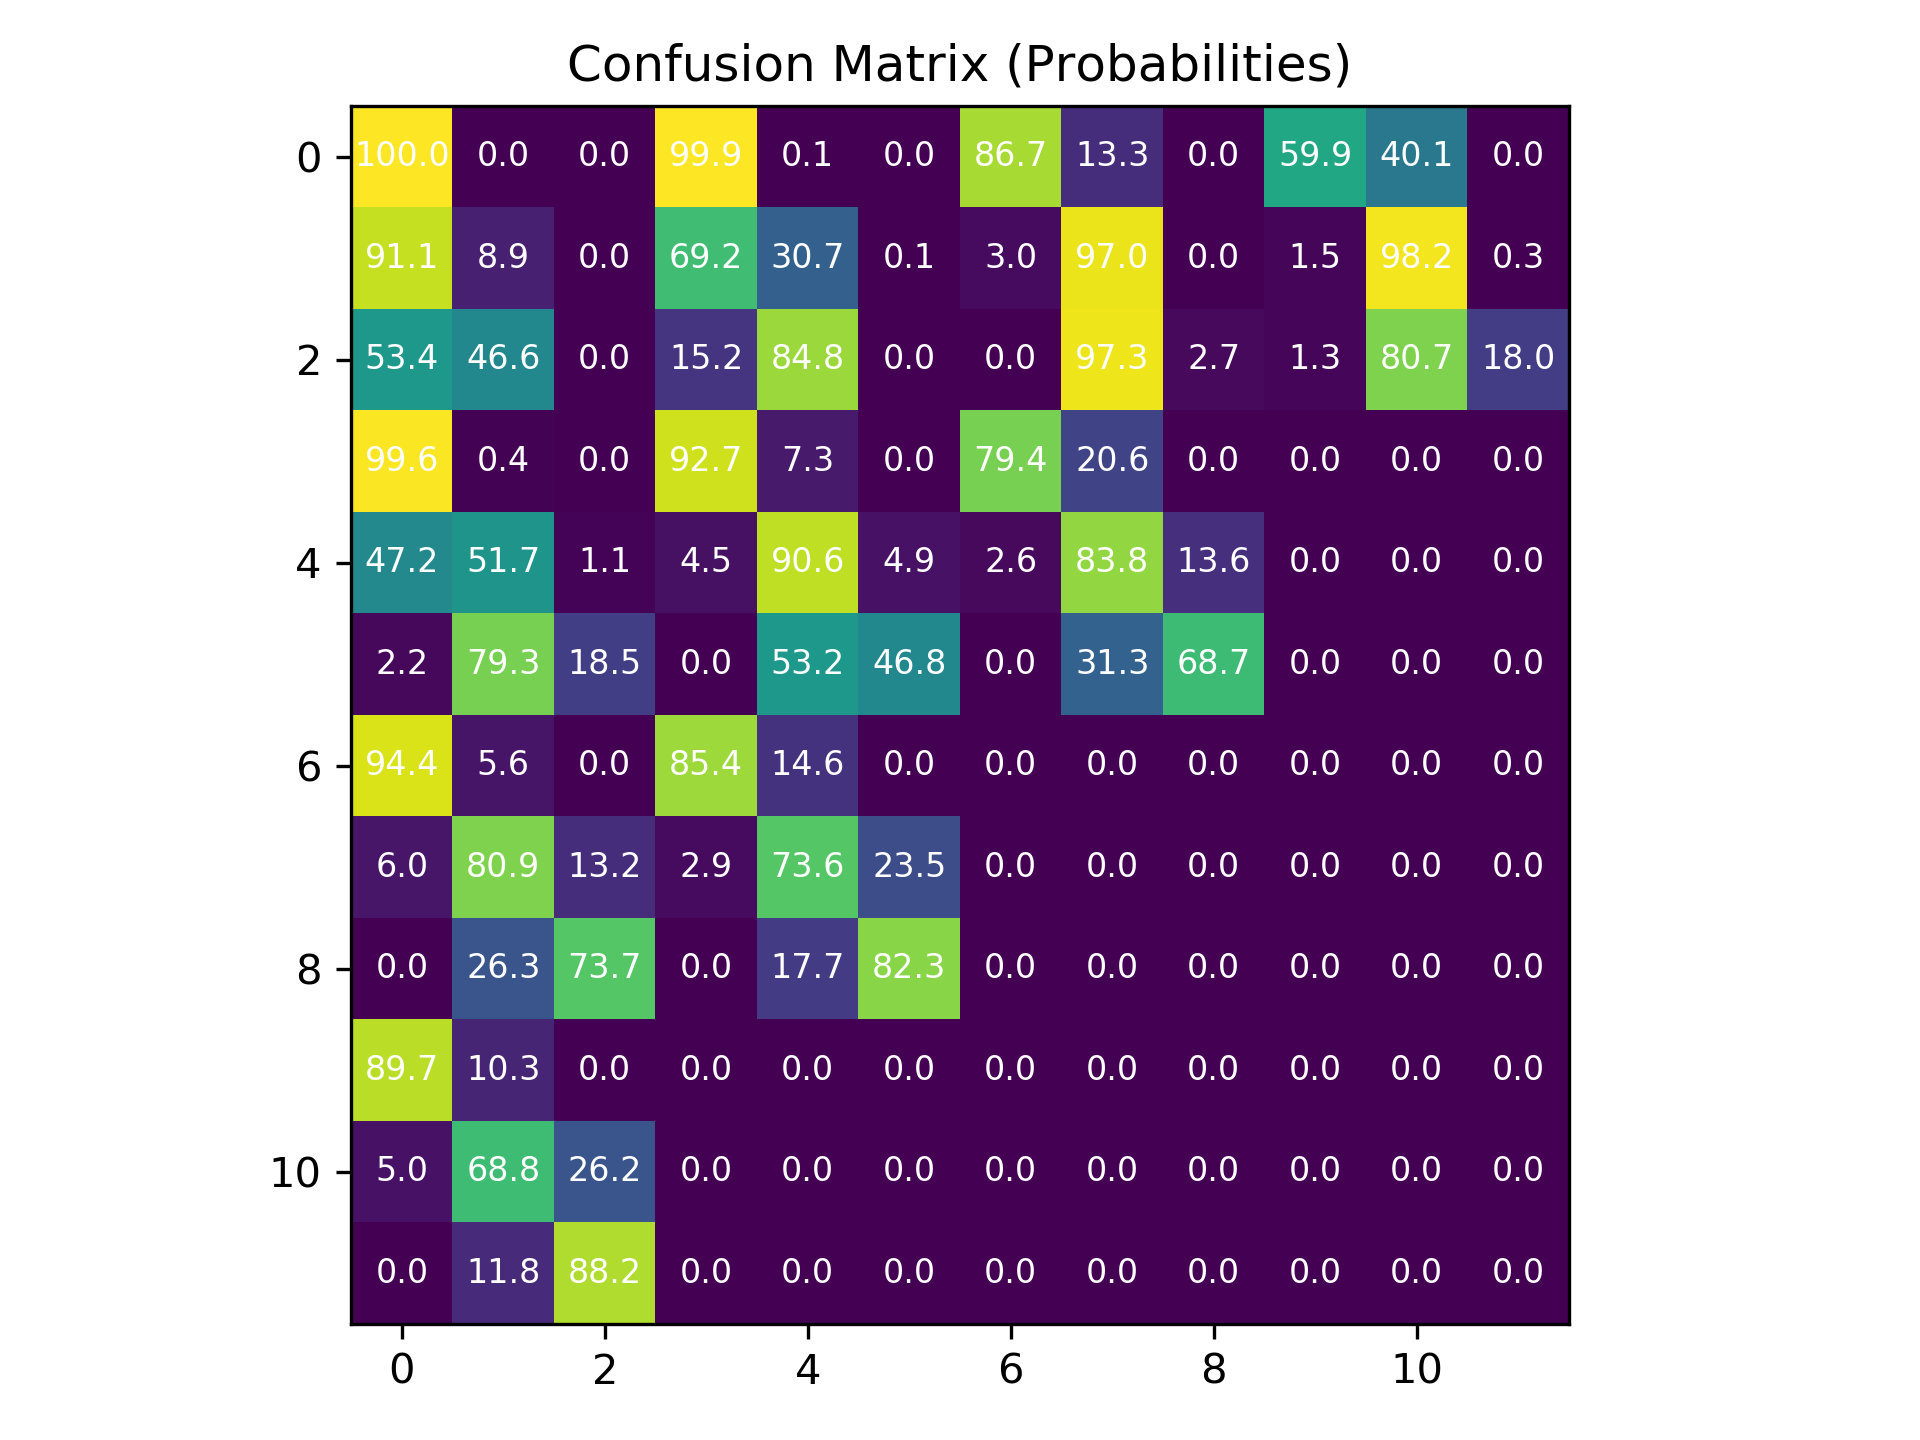 Confusion Matrix (Probabilities)
0 100.0 0.0 0.0 99.9 0.1 0.0 86.7 13.3 0.0 59.9 40.1 0.0
91.1 8.9 0.0 69.2 30.7 0.1 3.0 97.0 0.0 1.5 98.2 0.3
2 53.4 46.6 0.0 15.2 84.8 0.0 0.0 97.3 2.7 1.3 80.7 18.0
99.6 0.4 0.0 92.7 7.3 0.0 79.4 20.6 0.0 0.0 0.0 0.0
4 47.2 51.7 1.1 4.5 90.6 4.9 2.6 83.8 13.6 0.0 0.0 0.0
2.2 79.3 18.5 0.0 53.2 46.8 0.0 31.3 68.7 0.0 0.0 0.0
6 94.4 5.6 0.0 85.4 14.6 0.0 0.0 0.0 0.0 0.0 0.0 0.0
6.0 80.9 13.2 2.9 73.6 23.5 0.0 0.0 0.0 0.0 0.0 0.0
8 0.0 26.3 73.7 0.0 17.7 82.3 0.0 0.0 0.0 0.0 0.0 0.0
89.7 10.3 0.0 0.0 0.0 0.0 0.0 0.0 0.0 0.0 0.0 0.0
10 5.0 68.8 26.2 0.0 0.0 0.0 0.0 0.0 0.0 0.0 0.0 0.0
0.0 11.8 88.2 0.0 0.0 0.0 0.0 0.0 0.0 0.0 0.0 0.0
0 2 4 6 8 10